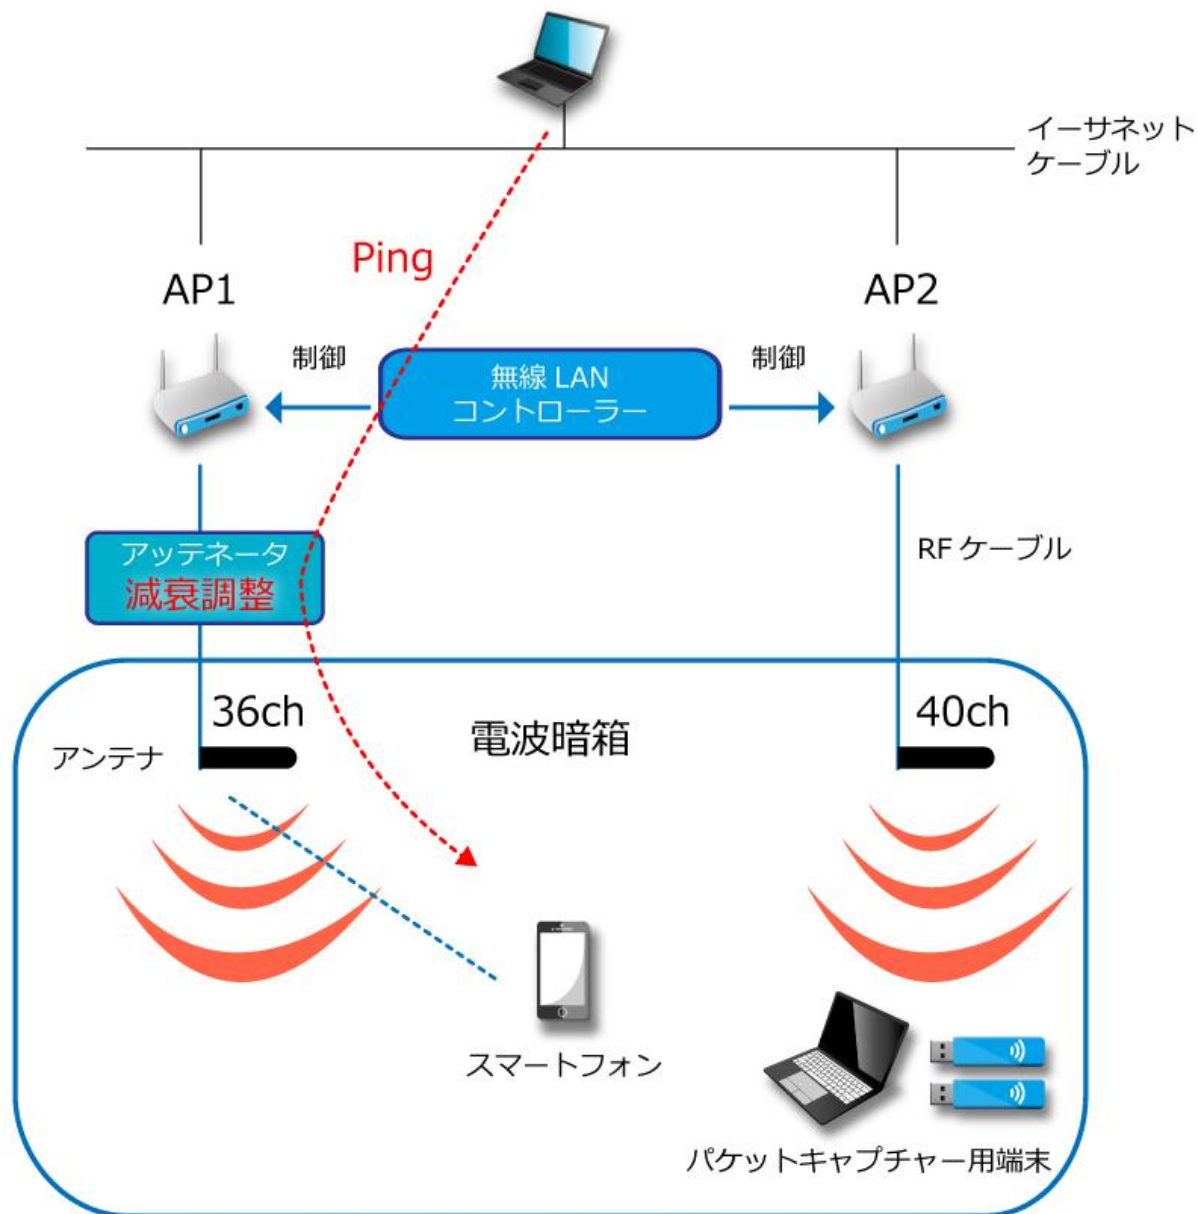 イーサネット
ケーブル
Ping
AP1
AP2
制御
無線 LAN
コントローラー
制御
アッテネータ
減衰調整
RF ケーブル
36ch
電波暗箱
40ch
アンテナ
スマートフォン
パケットキャプチャー用端末